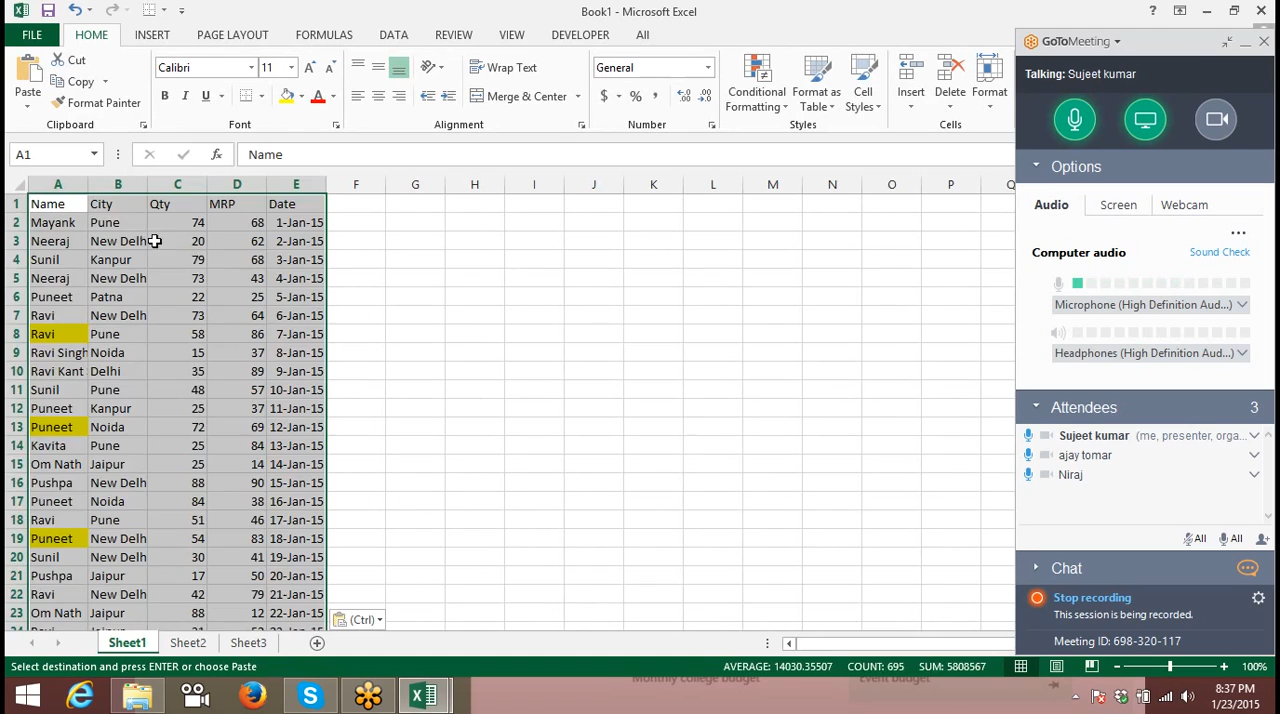 Book1 - Microsoft Excel
FILE HOME INSERT PAGE LAYOUT FORMULAS DATA REVIEW VIEW DEVELOPER All
Paste Cut Copy Format Painter
Calibri 11
B I U
Wrap Text
Merge & Center
General
$ % ,
Conditional Formatting Format as Table Cell Styles
Insert Delete Format
Clipboard Font Alignment Number Styles Cells
A1 fx Name
A B C D E F G H I J K L M N O P Q
1 Name City Qty MRP Date
2 Mayank Pune 74 68 1-Jan-15
3 Neeraj New Delh 20 62 2-Jan-15
4 Sunil Kanpur 79 68 3-Jan-15
5 Neeraj New Delh 73 43 4-Jan-15
6 Puneet Patna 22 25 5-Jan-15
7 Ravi New Delh 73 64 6-Jan-15
8 Ravi Pune 58 86 7-Jan-15
9 Ravi Singh Noida 15 37 8-Jan-15
10 Ravi Kant Delhi 35 89 9-Jan-15
11 Sunil Pune 48 57 10-Jan-15
12 Puneet Kanpur 25 37 11-Jan-15
13 Puneet Noida 72 69 12-Jan-15
14 Kavita Pune 25 84 13-Jan-15
15 Om Nath Jaipur 25 14 14-Jan-15
16 Pushpa New Delh 88 90 15-Jan-15
17 Puneet Noida 84 38 16-Jan-15
18 Ravi Pune 51 46 17-Jan-15
19 Puneet New Delh 54 83 18-Jan-15
20 Sunil New Delh 30 41 19-Jan-15
21 Pushpa Jaipur 17 50 20-Jan-15
22 Ravi New Delh 42 79 21-Jan-15
23 Om Nath Jaipur 88 12 22-Jan-15
(Ctrl)
Sheet1 Sheet2 Sheet3
Select destination and press ENTER or choose Paste
AVERAGE: 14030.35507 COUNT: 695 SUM: 5808567
100%
GoToMeeting
Talking: Sujeet kumar
Options
Audio Screen Webcam
Computer audio Sound Check
Microphone (High Definition Aud...)
Headphones (High Definition Aud...)
Attendees 3
Sujeet kumar (me, presenter, orga...
ajay tomar
Niraj
All All
Chat
Stop recording
This session is being recorded.
Meeting ID: 698-320-117
Monthly college budget
Event budget
8:37 PM
1/23/2015